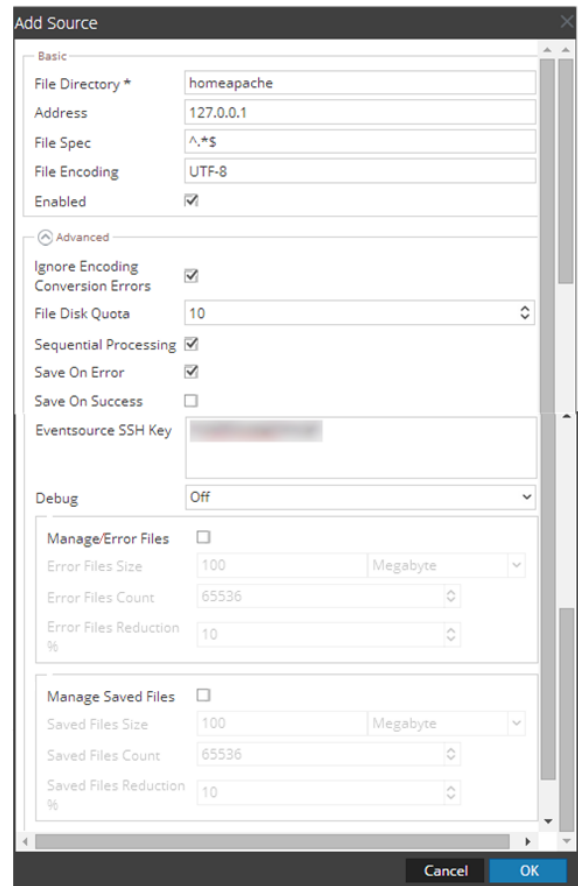 Add Source
Basic
File Directory * homeapache
Address 127.0.0.1
File Spec ^.*$
File Encoding UTF-8
Enabled
Advanced
Ignore Encoding
Conversion Errors
File Disk Quota 10
Sequential Processing
Save On Error
Save On Success
Eventsource SSH Key
Debug Off
Manage/Error Files
Error Files Size 100 Megabyte
Error Files Count 65536
Error Files Reduction
% 10
Manage Saved Files
Saved Files Size 100 Megabyte
Saved Files Count 65536
Saved Files Reduction
% 10
Cancel OK